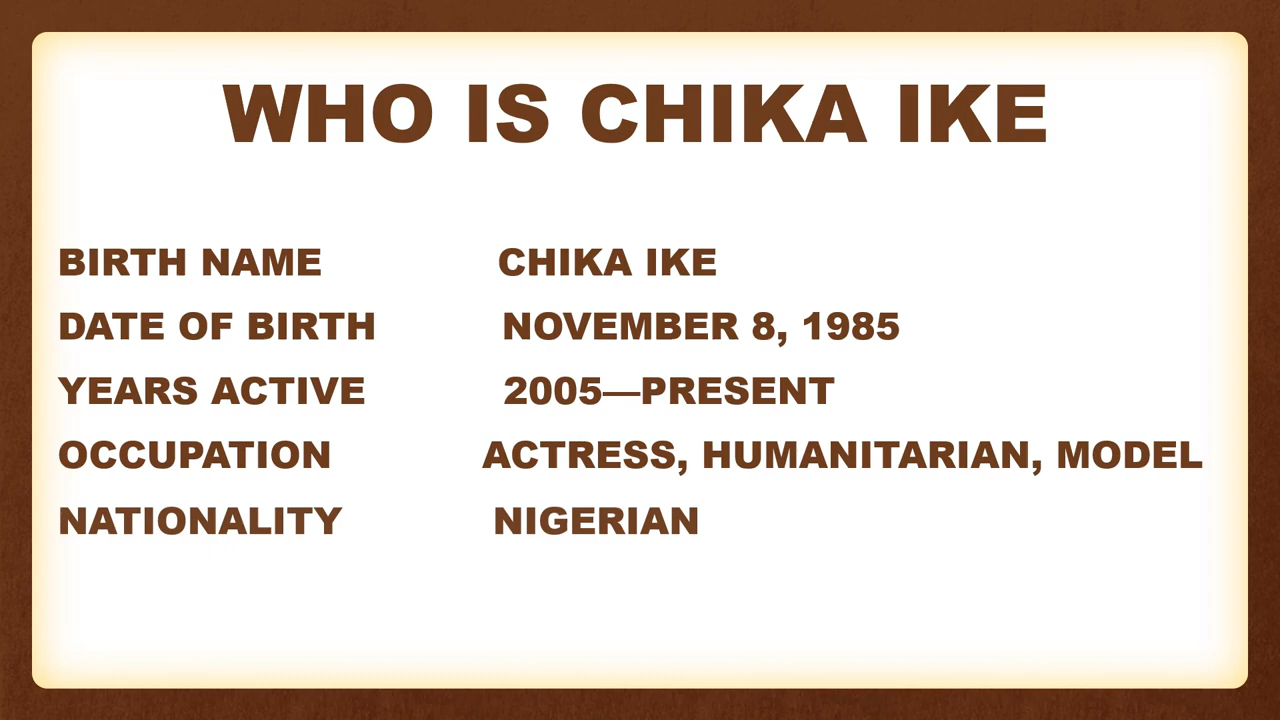 WHO IS CHIKA IKE
BIRTH NAME CHIKA IKE
DATE OF BIRTH NOVEMBER 8, 1985
YEARS ACTIVE 2005—PRESENT
OCCUPATION ACTRESS, HUMANITARIAN, MODEL
NATIONALITY NIGERIAN